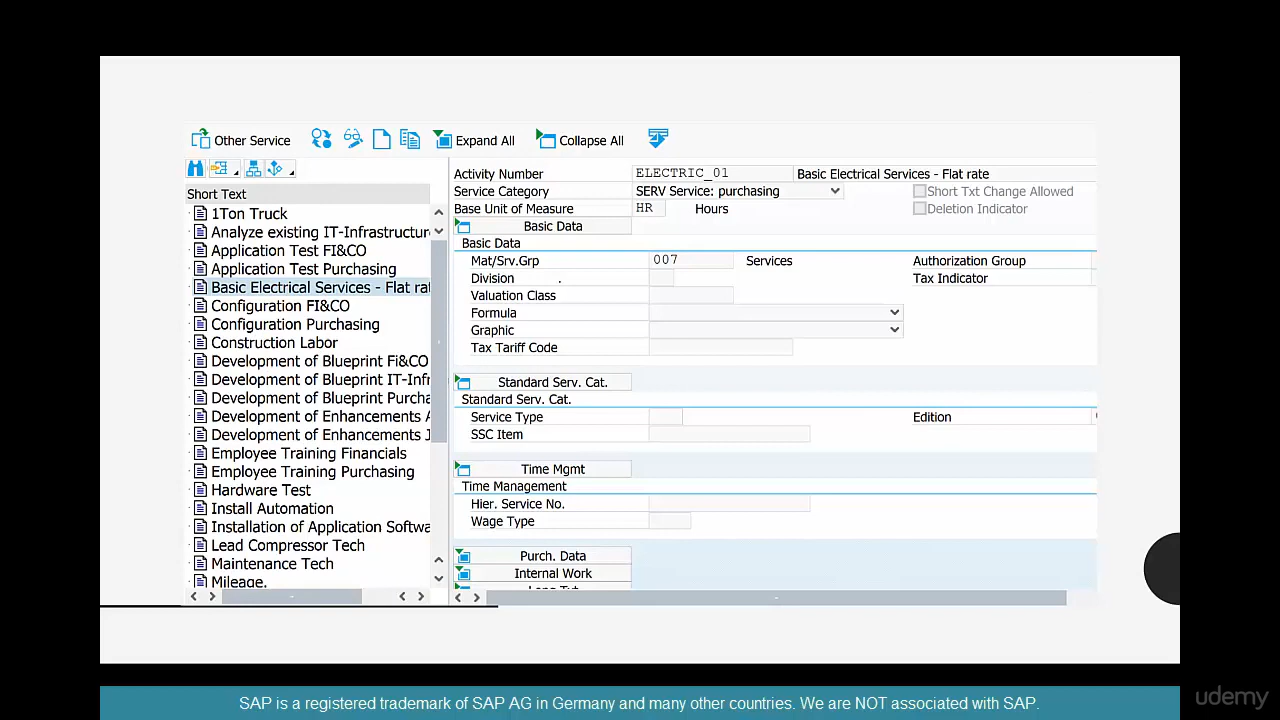 Other Service Expand All Collapse All
Short Text
1Ton Truck
Analyze existing IT-Infrastructure
Application Test FI&CO
Application Test Purchasing
Basic Electrical Services - Flat rat
Configuration FI&CO
Configuration Purchasing
Construction Labor
Development of Blueprint Fi&CO
Development of Blueprint IT-Infr
Development of Blueprint Purcha
Development of Enhancements A
Development of Enhancements J
Employee Training Financials
Employee Training Purchasing
Hardware Test
Install Automation
Installation of Application Softwa
Lead Compressor Tech
Maintenance Tech
Mileage.
Activity Number ELECTRIC_01 Basic Electrical Services - Flat rate
Service Category SERV Service: purchasing Short Txt Change Allowed
Base Unit of Measure HR Hours Deletion Indicator
Basic Data
Basic Data
Mat/Srv.Grp 007 Services Authorization Group
Division . Tax Indicator
Valuation Class
Formula
Graphic
Tax Tariff Code
Standard Serv. Cat.
Standard Serv. Cat.
Service Type Edition
SSC Item
Time Mgmt
Time Management
Hier. Service No.
Wage Type
Purch. Data
Internal Work
SAP is a registered trademark of SAP AG in Germany and many other countries. We are NOT associated with SAP.
udemy